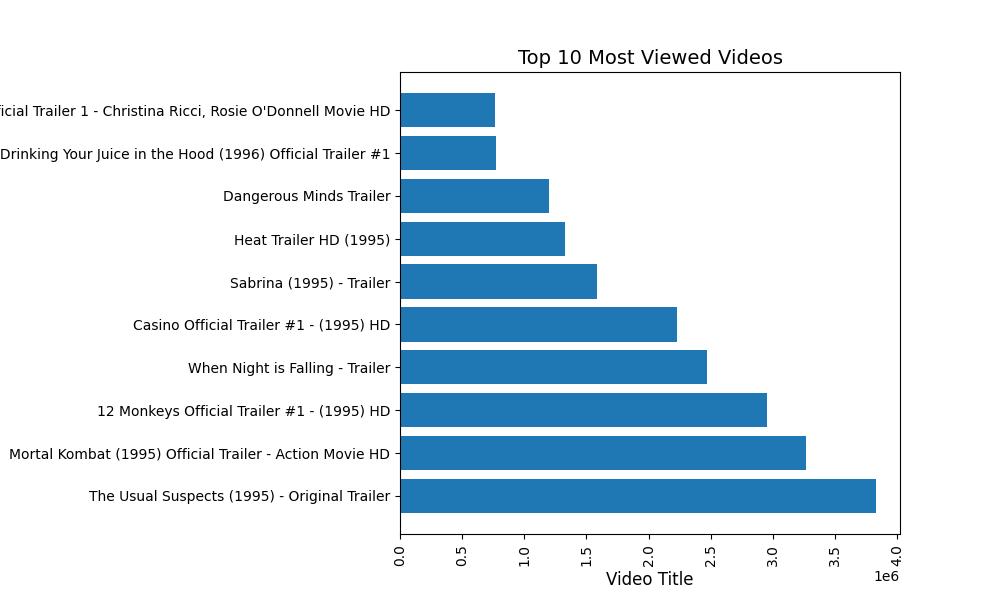 Top 10 Most Viewed Videos
ficial Trailer 1 - Christina Ricci, Rosie O'Donnell Movie HD
Drinking Your Juice in the Hood (1996) Official Trailer #1
Dangerous Minds Trailer
Heat Trailer HD (1995)
Sabrina (1995) - Trailer
Casino Official Trailer #1 - (1995) HD
When Night is Falling - Trailer
12 Monkeys Official Trailer #1 - (1995) HD
Mortal Kombat (1995) Official Trailer - Action Movie HD
The Usual Suspects (1995) - Original Trailer
0.0 0.5 1.0 1.5 2.0 2.5 3.0 3.5 4.0
1e6
Video Title